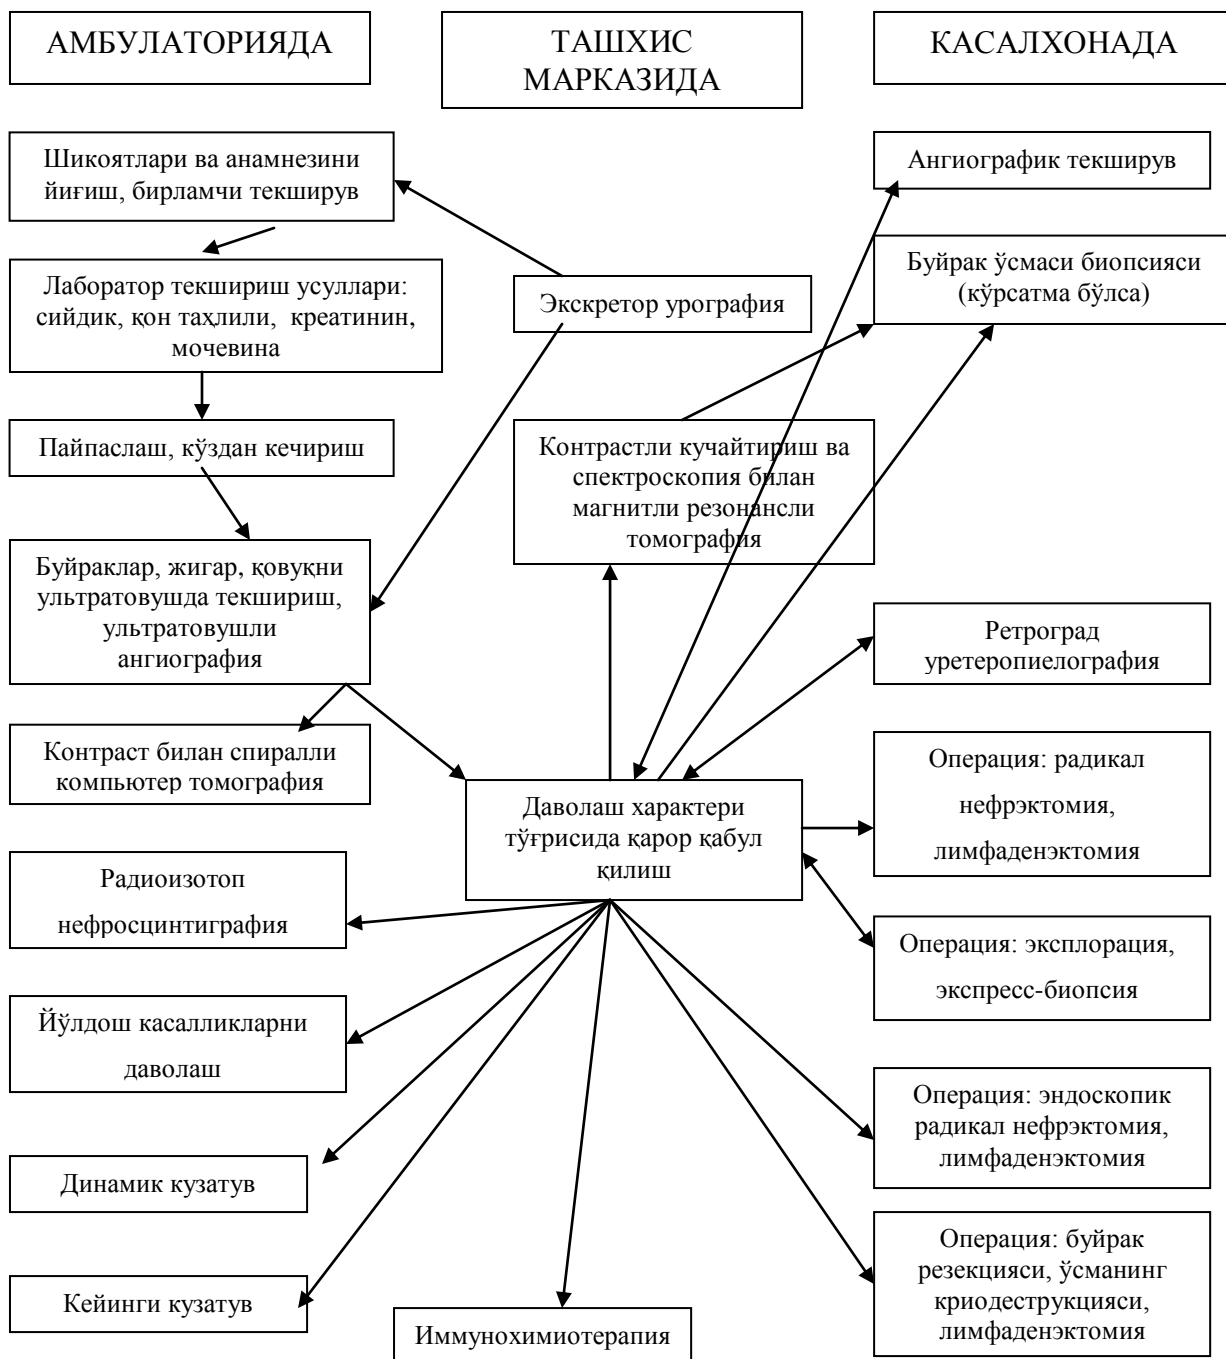 АМБУЛАТОРИЯДА
ТАШХИС
МАРКАЗИДА
КАСАЛХОНАДА
Шикоятлари ва анамнезини
йиғиш, бирламчи текширув
Лаборатор текшириш усуллари:
сийдик, қон таҳлили, креатинин,
мочевина
Пайпаслаш, кўздан кечириш
Буйраклар, жигар, қовуқни
ультратовушда текшириш,
ультратовушли
ангиография
Контраст билан спиралли
компьютер томография
Радиоизотоп
нефросцинтиграфия
Йўлдош касалликларни
даволаш
Динамик кузатув
Кейинги кузатув
Экскретор урография
Контрастли кучайтириш ва
спектроскопия билан
магнитли резонансли
томография
Даволаш характери
тўғрисида қарор қабул
қилиш
Иммунохимиотерапия
Ангиографик текширув
Буйрак ўсмаси биопсияси
(кўрсатма бўлса)
Ретроград
уретеропиелография
Операция: радикал
нефрэктомия,
лимфаденэктомия
Операция: эксплорация,
экспресс-биопсия
Операция: эндоскопик
радикал нефрэктомия,
лимфаденэктомия
Операция: буйрак
резекцияси, ўсманинг
криодеструкцияси,
лимфаденэктомия